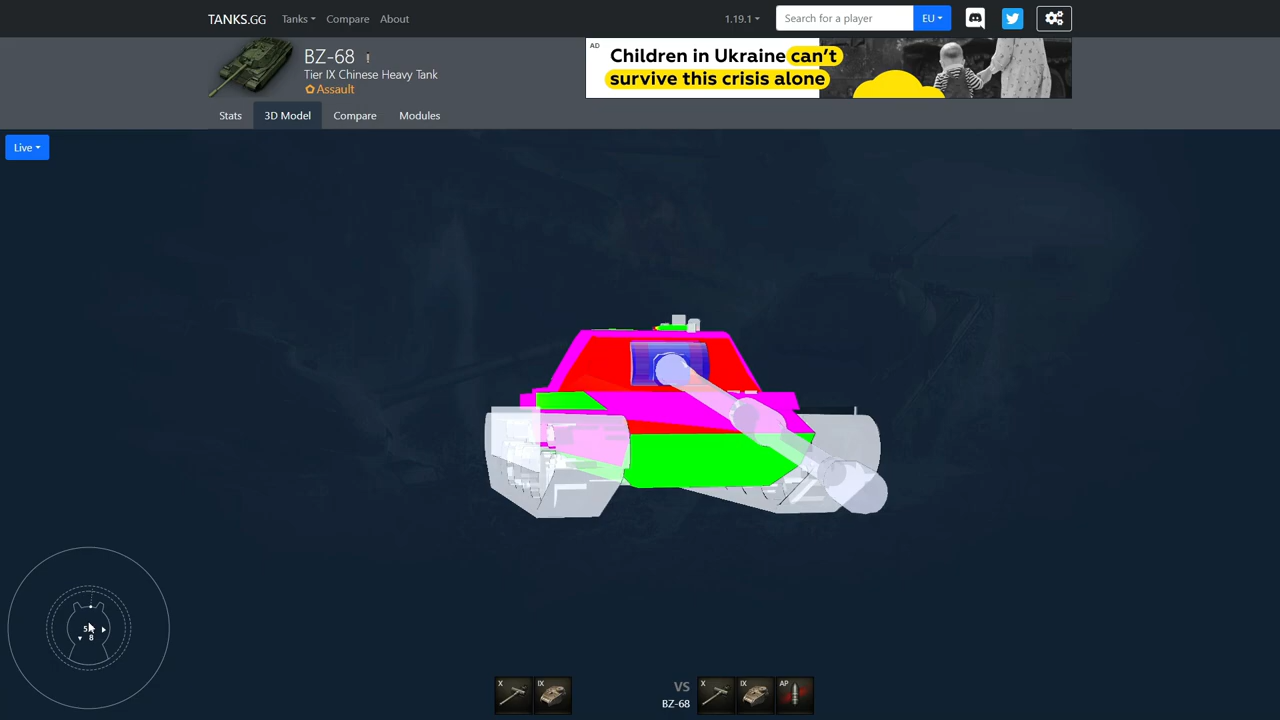 TANKS.GG Tanks Compare About 1.19.1 Search for a player EU
BZ-68
Tier IX Chinese Heavy Tank
Assault
AD
Children in Ukraine can't
survive this crisis alone
Stats 3D Model Compare Modules
Live
8
X IX VS X IX AP
BZ-68